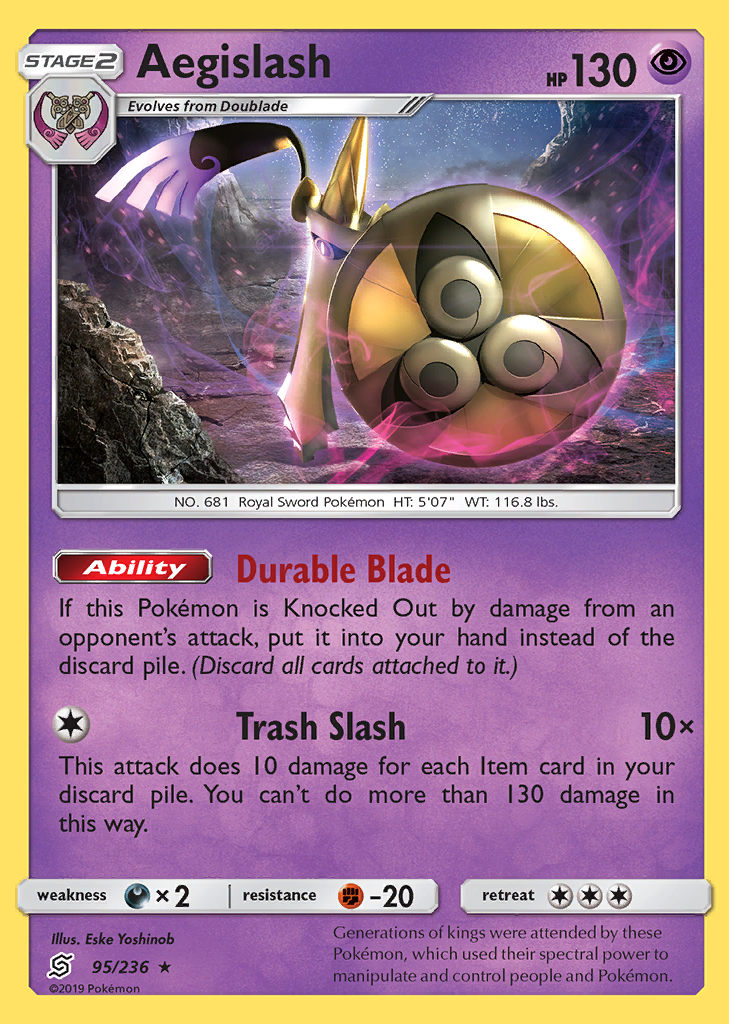 STAGE2
Aegislash
HP 130
Evolves from Doublade
NO. 681 Royal Sword Pokémon HT: 5'07" WT: 116.8 lbs.
Ability Durable Blade
If this Pokémon is Knocked Out by damage from an
opponent's attack, put it into your hand instead of the
discard pile. (Discard all cards attached to it.)
Trash Slash 10×
This attack does 10 damage for each Item card in your
discard pile. You can't do more than 130 damage in
this way.
weakness ×2 resistance -20 retreat
Illus. Eske Yoshinob
95/236
©2019 Pokémon
Generations of kings were attended by these
Pokémon, which used their spectral power to
manipulate and control people and Pokémon.